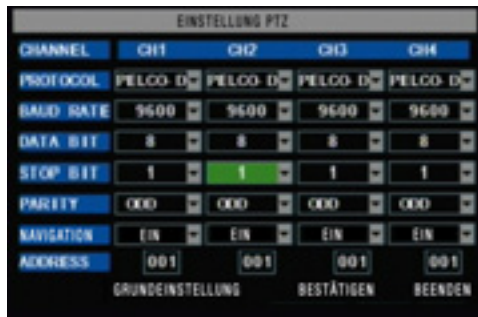 EINSTELLUNG PTZ
CHANNEL CH1 CH2 CH3 CH4
PROTOCOL PELCO-D PELCO-D PELCO-D PELCO-D
BAUD RATE 9600 9600 9600 9600
DATA BIT 8 8 8 8
STOP BIT 1 1 1 1
PARITY ODD ODD ODD ODD
NAVIGATION EIN EIN EIN EIN
ADDRESS 001 001 001 001
GRUNDEINSTELLUNG BESTÄTIGEN BEENDEN